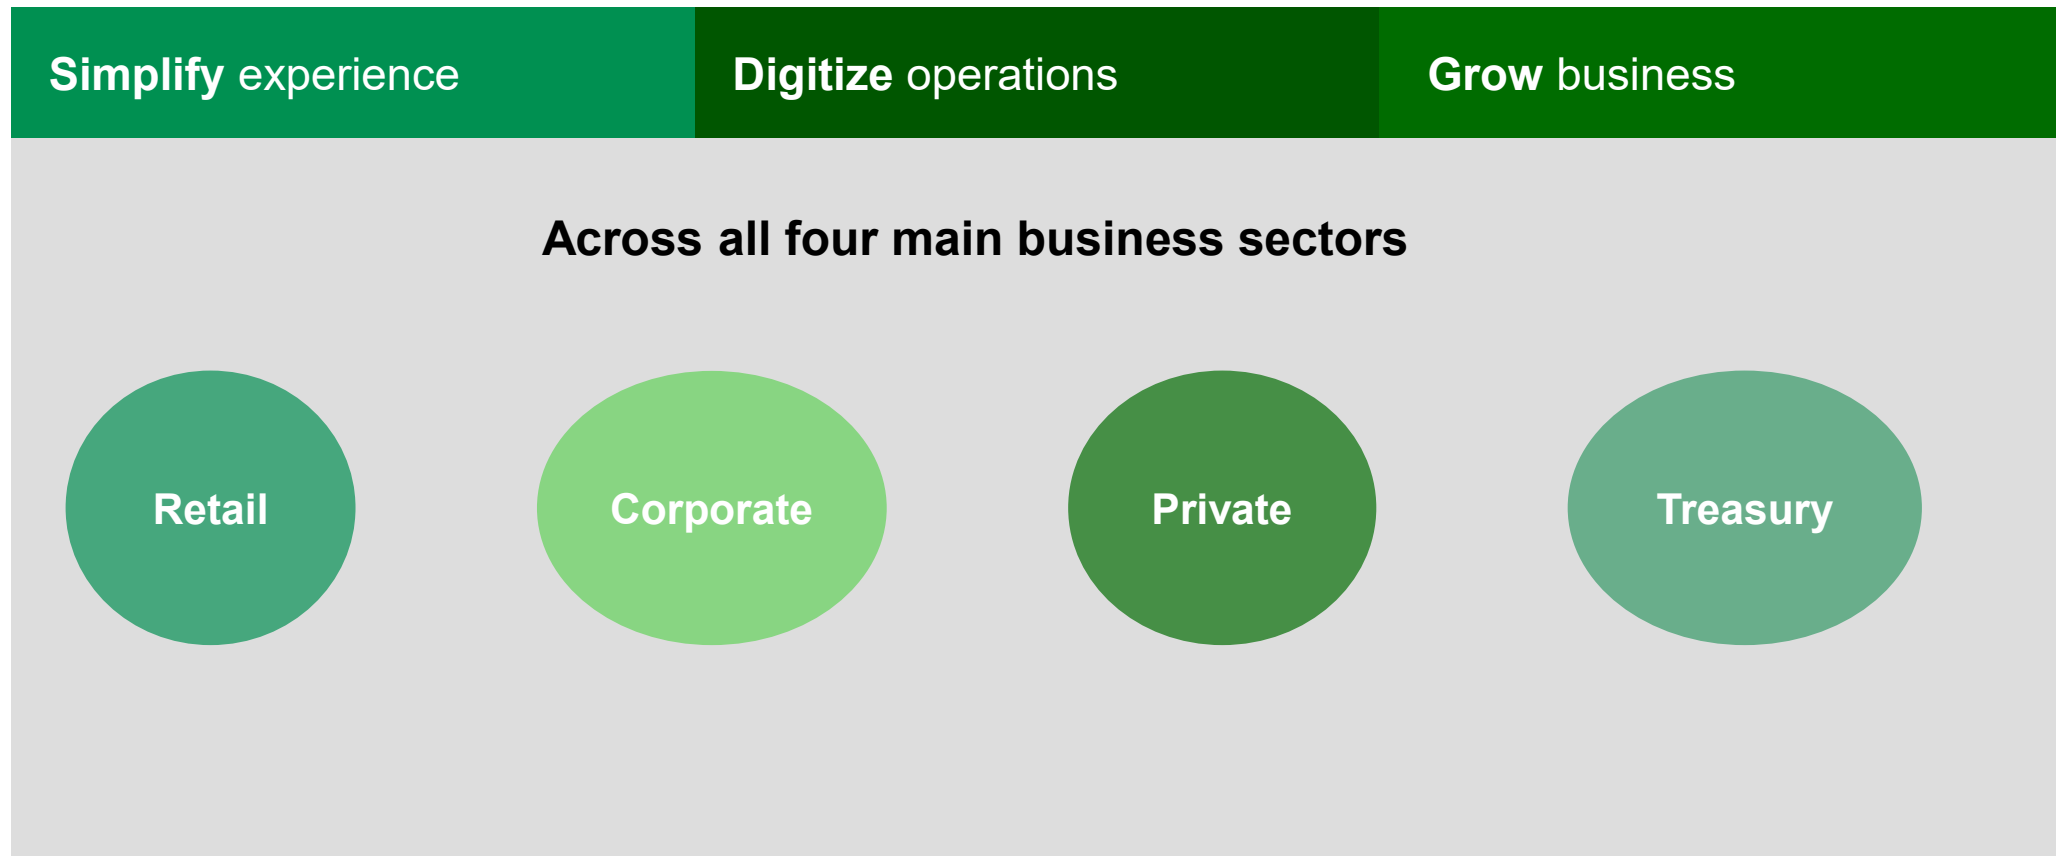 Simplify experience
Digitize operations
Grow business
Across all four main business sectors
Retail
Corporate
Private
Treasury